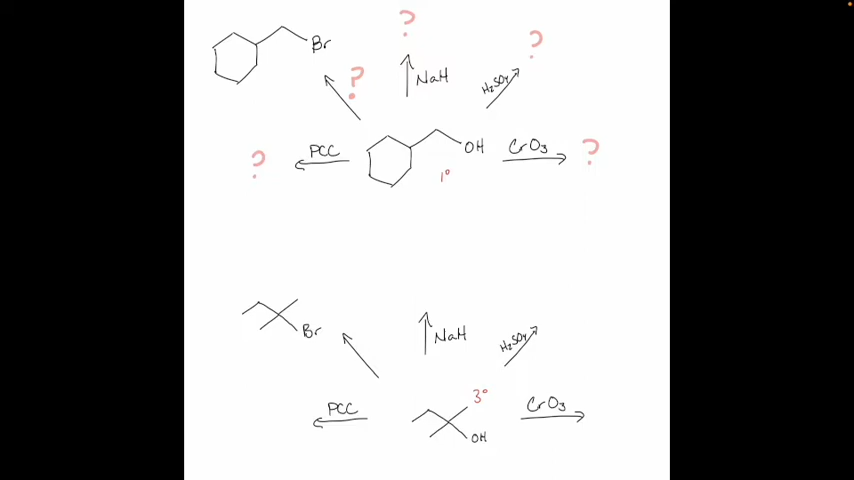 ?
?
Br
?
NaH
H2SO4
?
PCC
OH
CrO3
?
1°
Br
NaH
H2SO4
PCC
3°
CrO3
OH